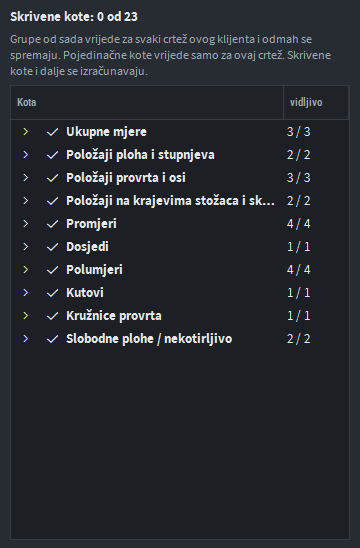 Skrivene kote: 0 od 23
Grupe od sada vrijede za svaki crtež ovog klijenta i odmah se
spremaju. Pojedinačne kote vrijede samo za ovaj crtež. Skrivene
kote i dalje se izračunavaju.
Kota vidljivo
Ukupne mjere 3 / 3
Položaji ploha i stupnjeva 2 / 2
Položaji provrta i osi 3 / 3
Položaji na krajevima stožaca i sk... 2 / 2
Promjeri 4 / 4
Dosjedi 1 / 1
Polumjeri 4 / 4
Kutovi 1 / 1
Kružnice provrta 1 / 1
Slobodne plohe / nekotirljivo 2 / 2